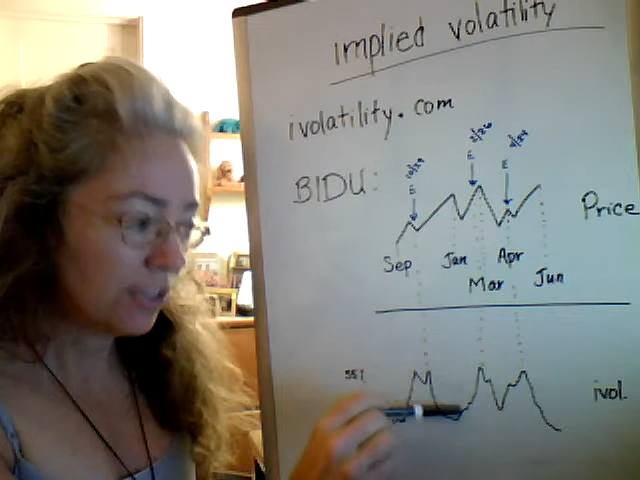 implied volatility
ivolatility.com
BIDU:
E
E
E
Price
Sep
Jan
Apr
Mar
Jun
ivol.